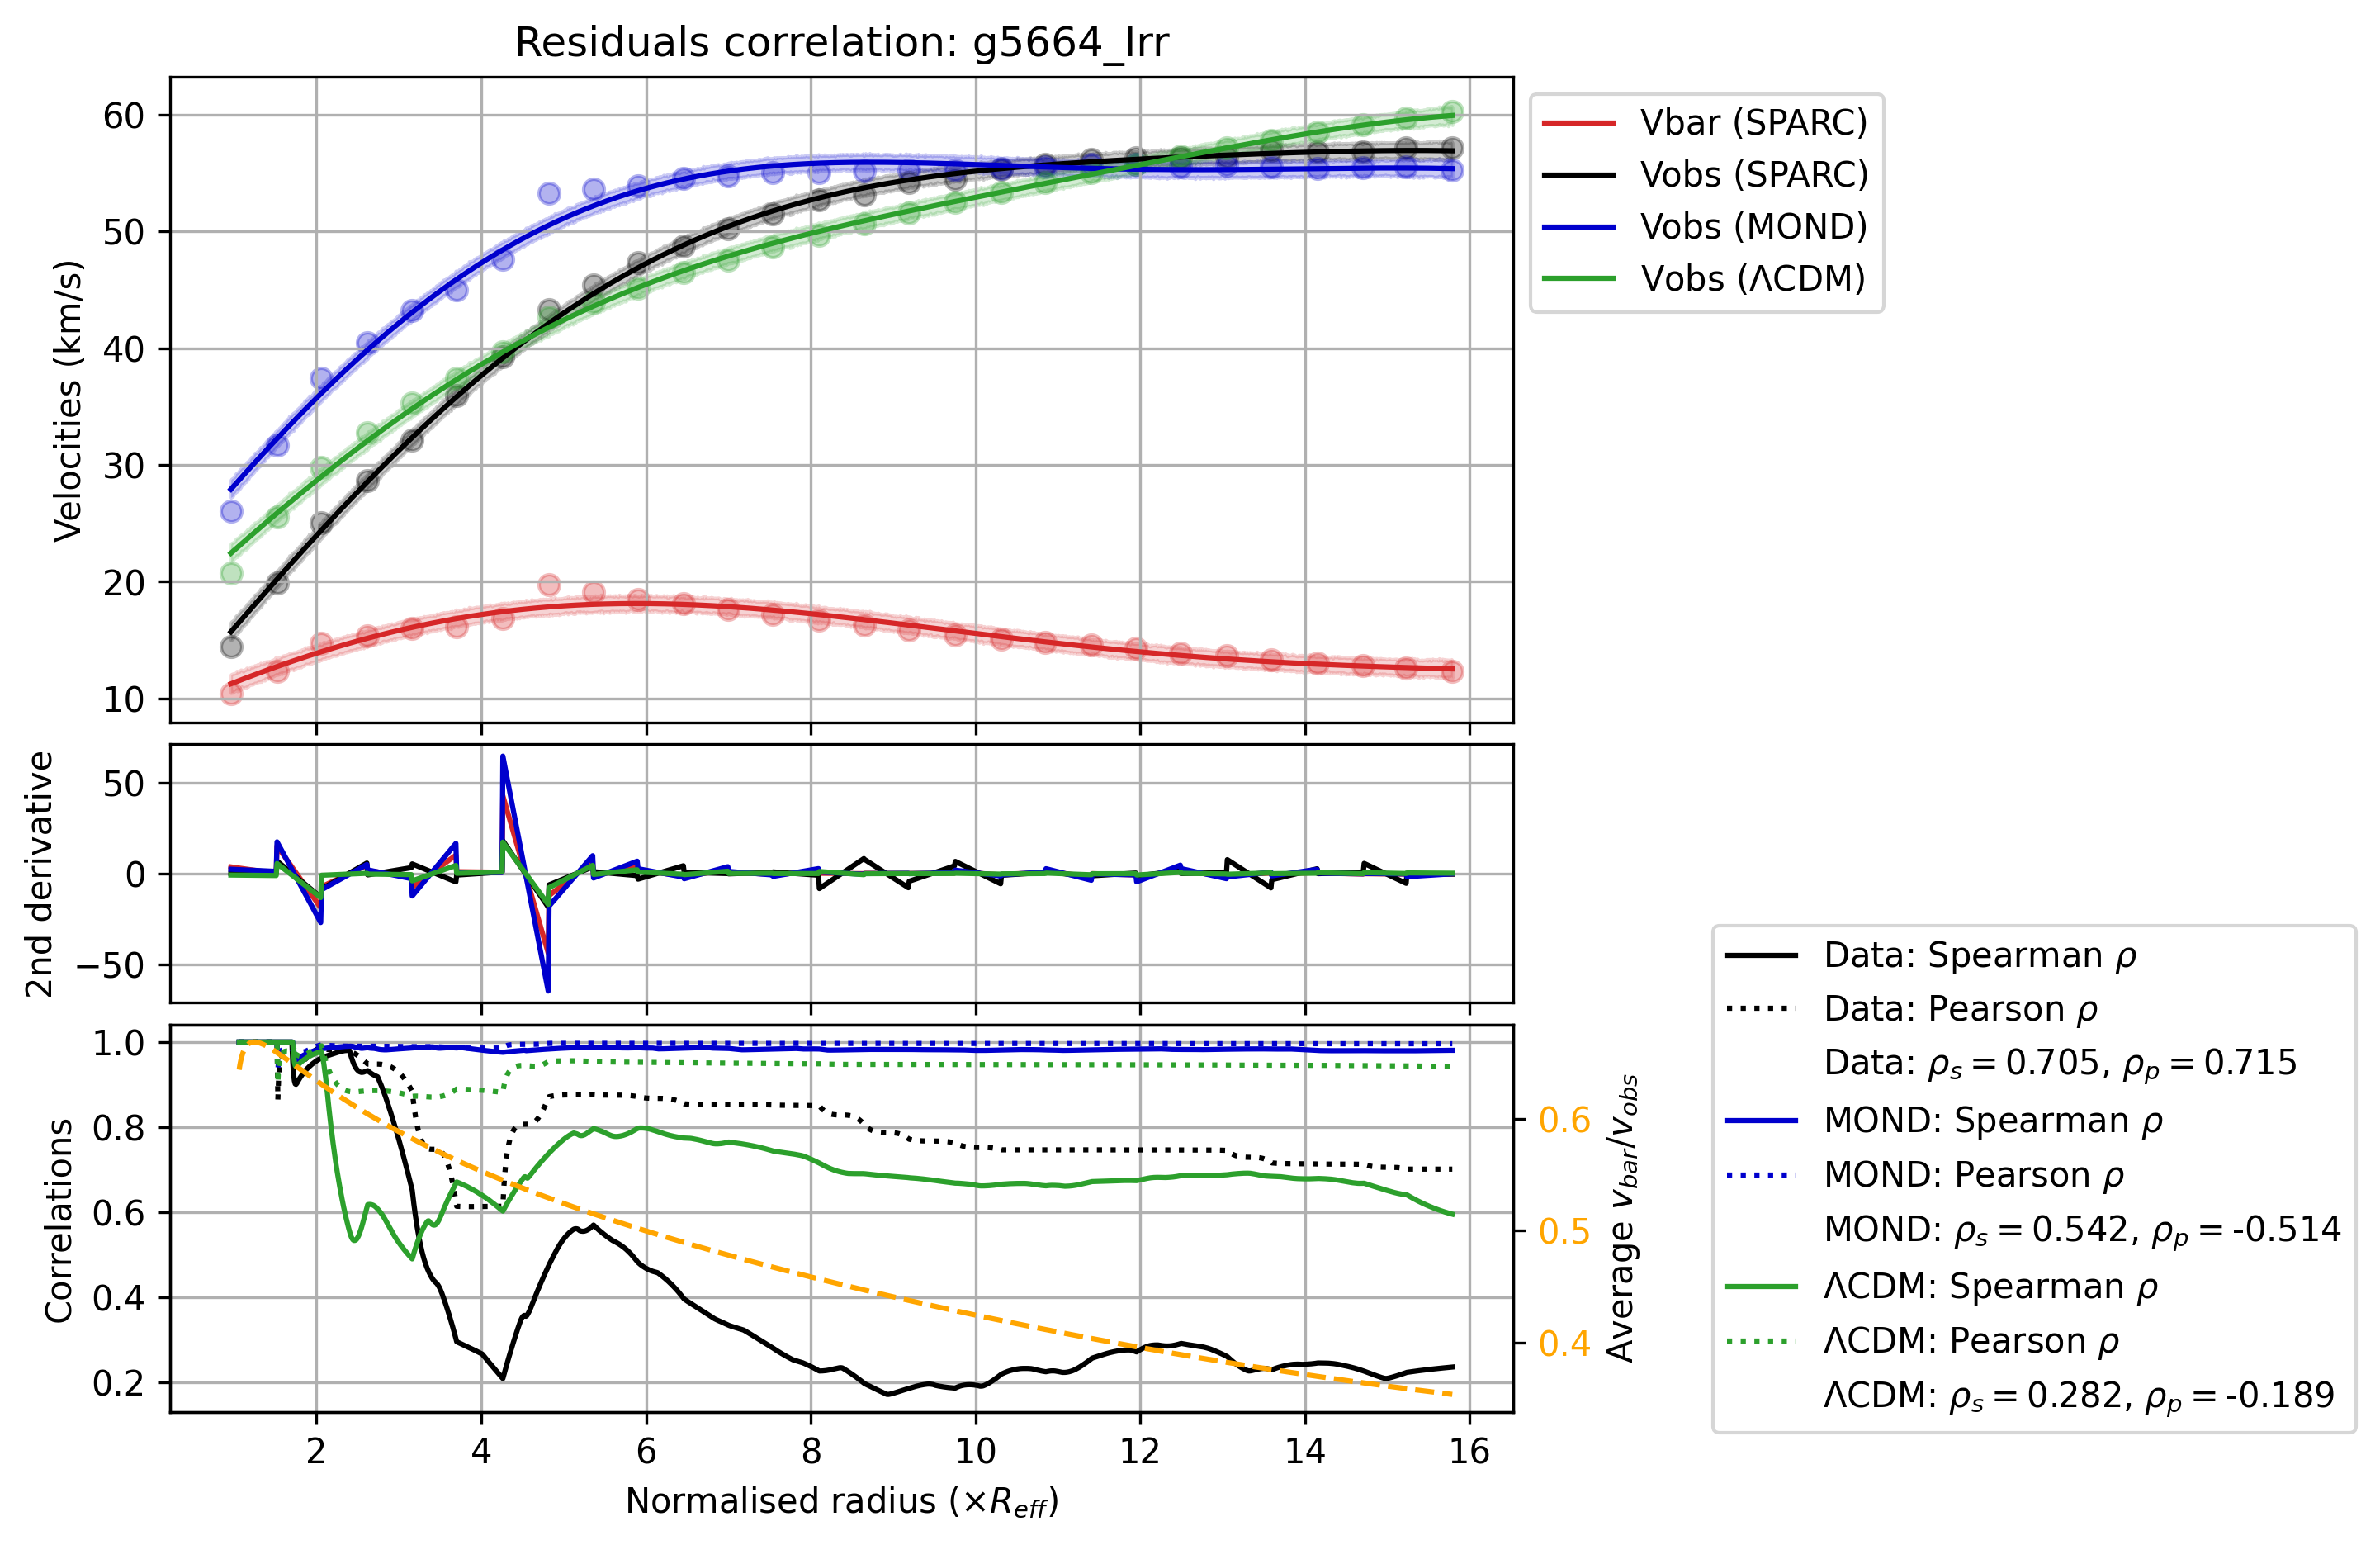 Residuals correlation: g5664_Irr
Velocities (km/s)
60
50
40
30
20
10
Vbar (SPARC)
Vobs (SPARC)
Vobs (MOND)
Vobs (ΛCDM)
2nd derivative
50
0
−50
Correlations
1.0
0.8
0.6
0.4
0.2
0.6
0.5
0.4
Average v_bar/v_obs
2 4 6 8 10 12 14 16
Normalised radius (×R_eff)
Data: Spearman ρ
Data: Pearson ρ
Data: ρ_s = 0.705, ρ_p = 0.715
MOND: Spearman ρ
MOND: Pearson ρ
MOND: ρ_s = 0.542, ρ_p = -0.514
ΛCDM: Spearman ρ
ΛCDM: Pearson ρ
ΛCDM: ρ_s = 0.282, ρ_p = -0.189